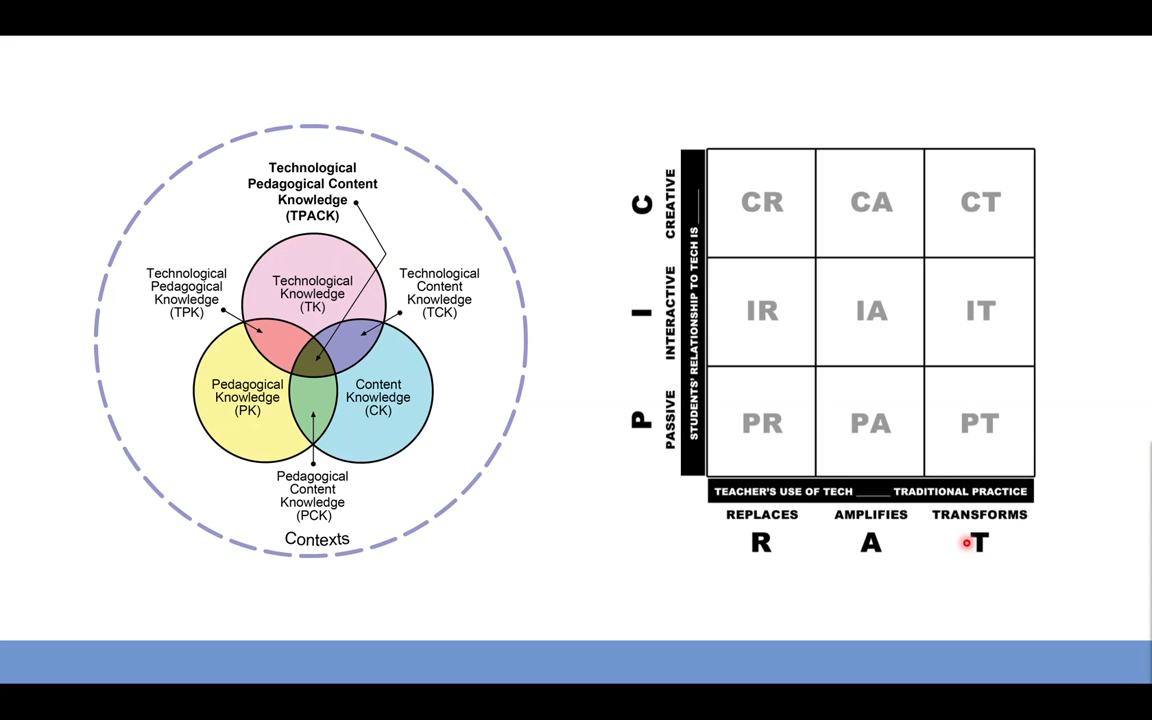 Technological
Pedagogical Content
Knowledge
(TPACK)
Technological
Pedagogical
Knowledge
(TPK)
Technological
Knowledge
(TK)
Technological
Content
Knowledge
(TCK)
Pedagogical
Knowledge
(PK)
Content
Knowledge
(CK)
Pedagogical
Content
Knowledge
(PCK)
Contexts
C
CREATIVE
I
INTERACTIVE
P
PASSIVE
STUDENTS' RELATIONSHIP TO TECH IS _____
CR CA CT
IR IA IT
PR PA PT
TEACHER'S USE OF TECH _____ TRADITIONAL PRACTICE
REPLACES AMPLIFIES TRANSFORMS
R A T